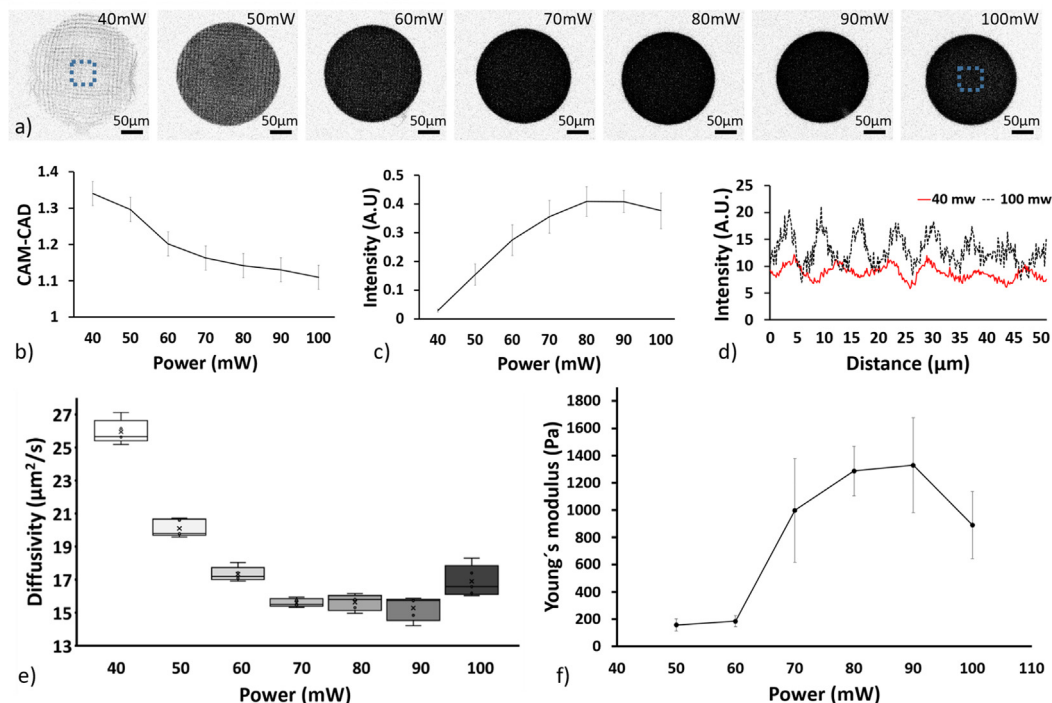 40mW 50mW 60mW 70mW 80mW 90mW 100mW
a) 50µm 50µm 50µm 50µm 50µm 50µm 50µm
1.4
1.3
1.2
1.1
1
CAM-CAD
40 50 60 70 80 90 100
b) Power (mW)
0.5
0.4
0.3
0.2
0.1
0
Intensity (A.U)
40 50 60 70 80 90 100
c) Power (mW)
25
20
15
10
5
0
Intensity (A.U.)
40 mw 100 mw
0 5 10 15 20 25 30 35 40 45 50
d) Distance (µm)
27
25
23
21
19
17
15
13
Diffusivity (µm²/s)
40 50 60 70 80 90 100
e) Power (mW)
1800
1600
1400
1200
1000
800
600
400
200
0
Young´s modulus (Pa)
40 50 60 70 80 90 100 110
f) Power (mW)